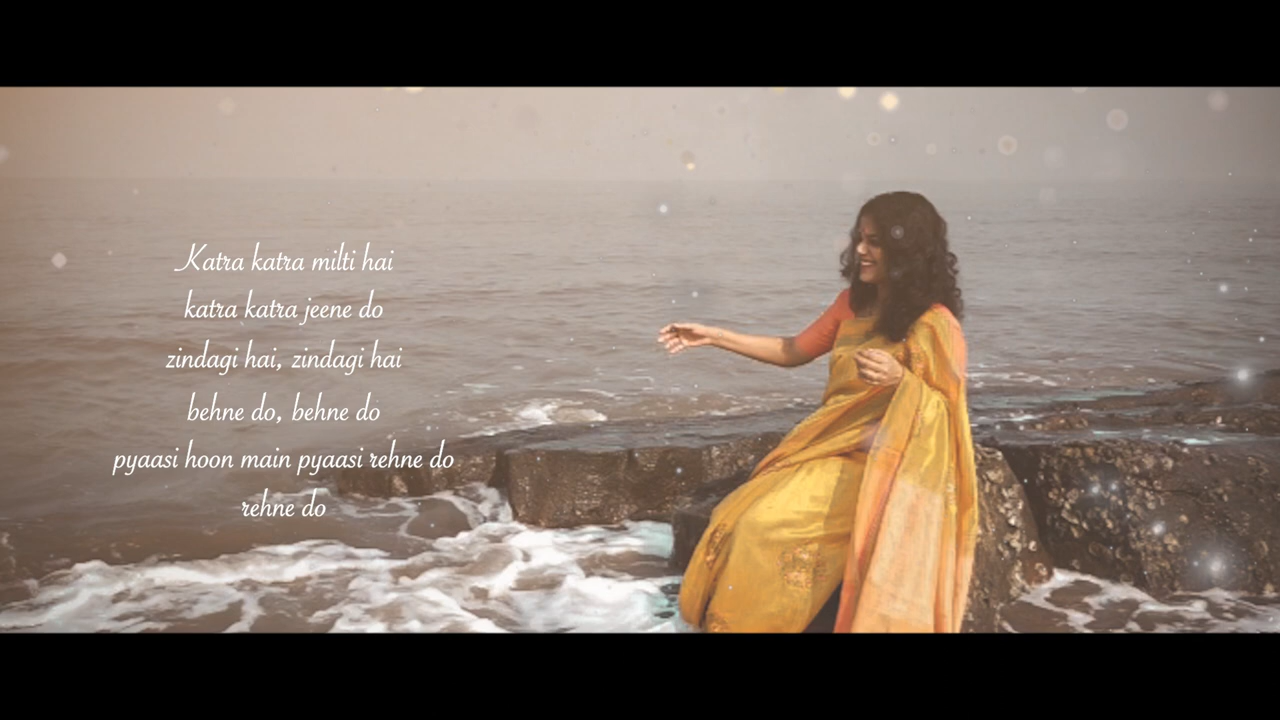 Katra katra milti hai
katra katra jeene do
zindagi hai, zindagi hai
behne do, behne do
pyaasi hoon main pyaasi rehne do
rehne do